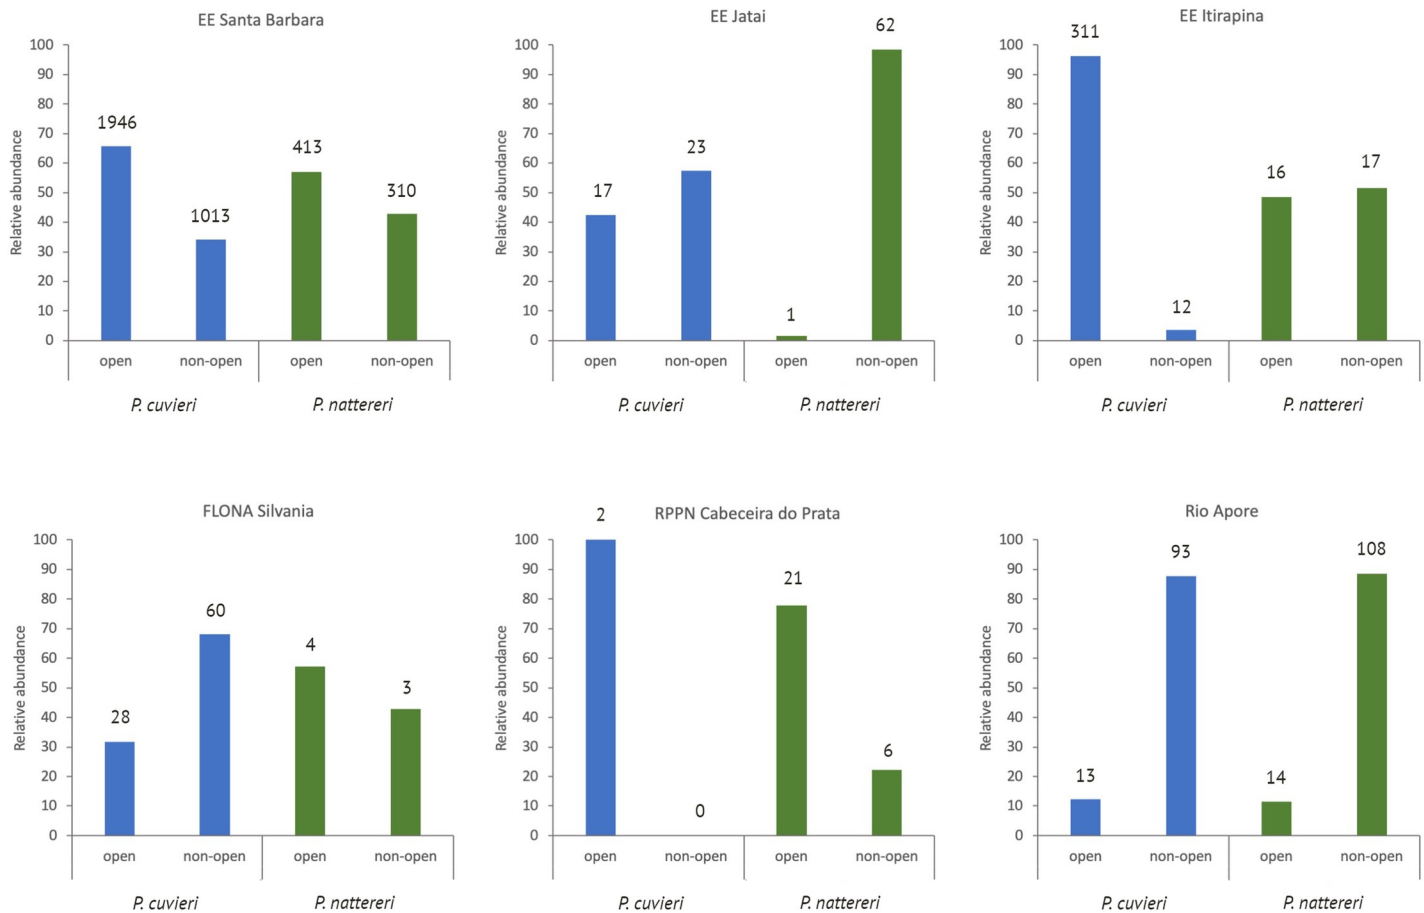 EE Santa Barbara
100
90
80
70
60
50
40
30
20
10
0
Relative abundance
1946
1013
413
310
open
non-open
open
non-open
P. cuvieri
P. nattereri
EE Jatai
100
90
80
70
60
50
40
30
20
10
0
Relative abundance
17
23
1
62
open
non-open
open
non-open
P. cuvieri
P. nattereri
EE Itirapina
100
90
80
70
60
50
40
30
20
10
0
Relative abundance
311
12
16
17
open
non-open
open
non-open
P. cuvieri
P. nattereri
FLONA Silvania
100
90
80
70
60
50
40
30
20
10
0
Relative abundance
28
60
4
3
open
non-open
open
non-open
P. cuvieri
P. nattereri
RPPN Cabeceira do Prata
100
90
80
70
60
50
40
30
20
10
0
Relative abundance
2
0
21
6
open
non-open
open
non-open
P. cuvieri
P. nattereri
Rio Apore
100
90
80
70
60
50
40
30
20
10
0
Relative abundance
13
93
14
108
open
non-open
open
non-open
P. cuvieri
P. nattereri